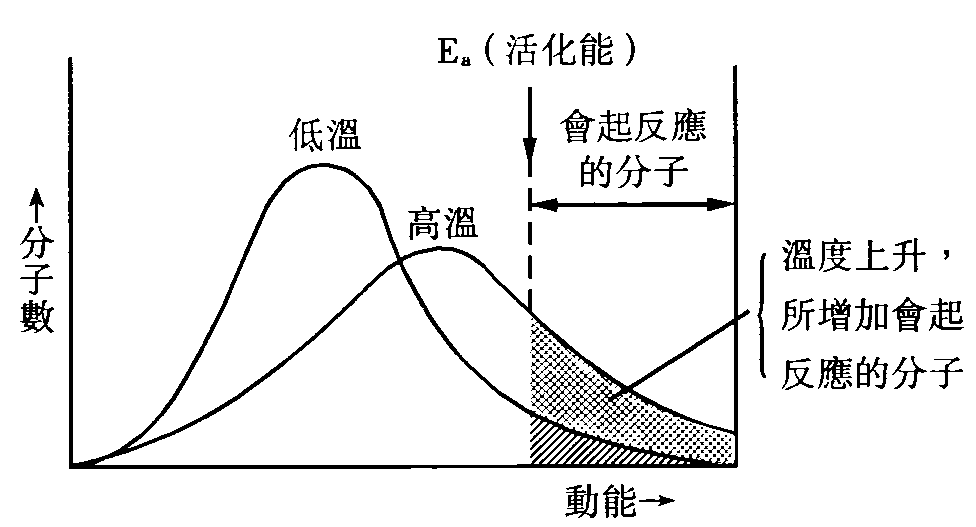 Eₐ（活化能）
低溫
會起反應
的分子
高溫
↑分子數
溫度上升，
所增加會起
反應的分子
動能→